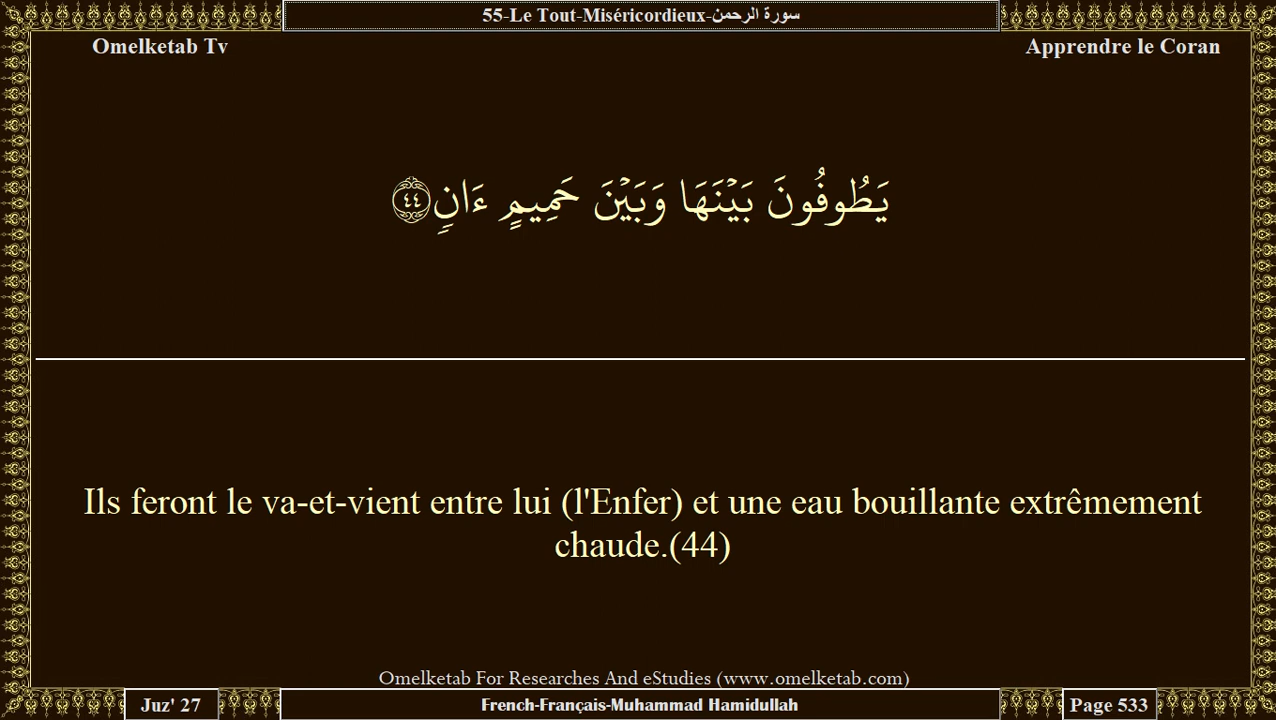 55-Le Tout-Miséricordieux-سورة الرحمن
Omelketab Tv
Apprendre le Coran
يَطُوفُونَ بَيْنَهَا وَبَيْنَ حَمِيمٍ ءَانٍ ٤٤
Ils feront le va-et-vient entre lui (l'Enfer) et une eau bouillante extrêmement
chaude.(44)
Omelketab For Researches And eStudies (www.omelketab.com)
Juz' 27
French-Français-Muhammad Hamidullah
Page 533